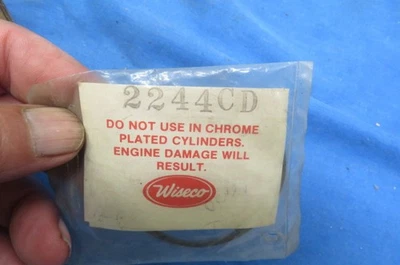 2244CD
DO NOT USE IN CHROME
PLATED CYLINDERS.
ENGINE DAMAGE WILL
RESULT.
Wiseco